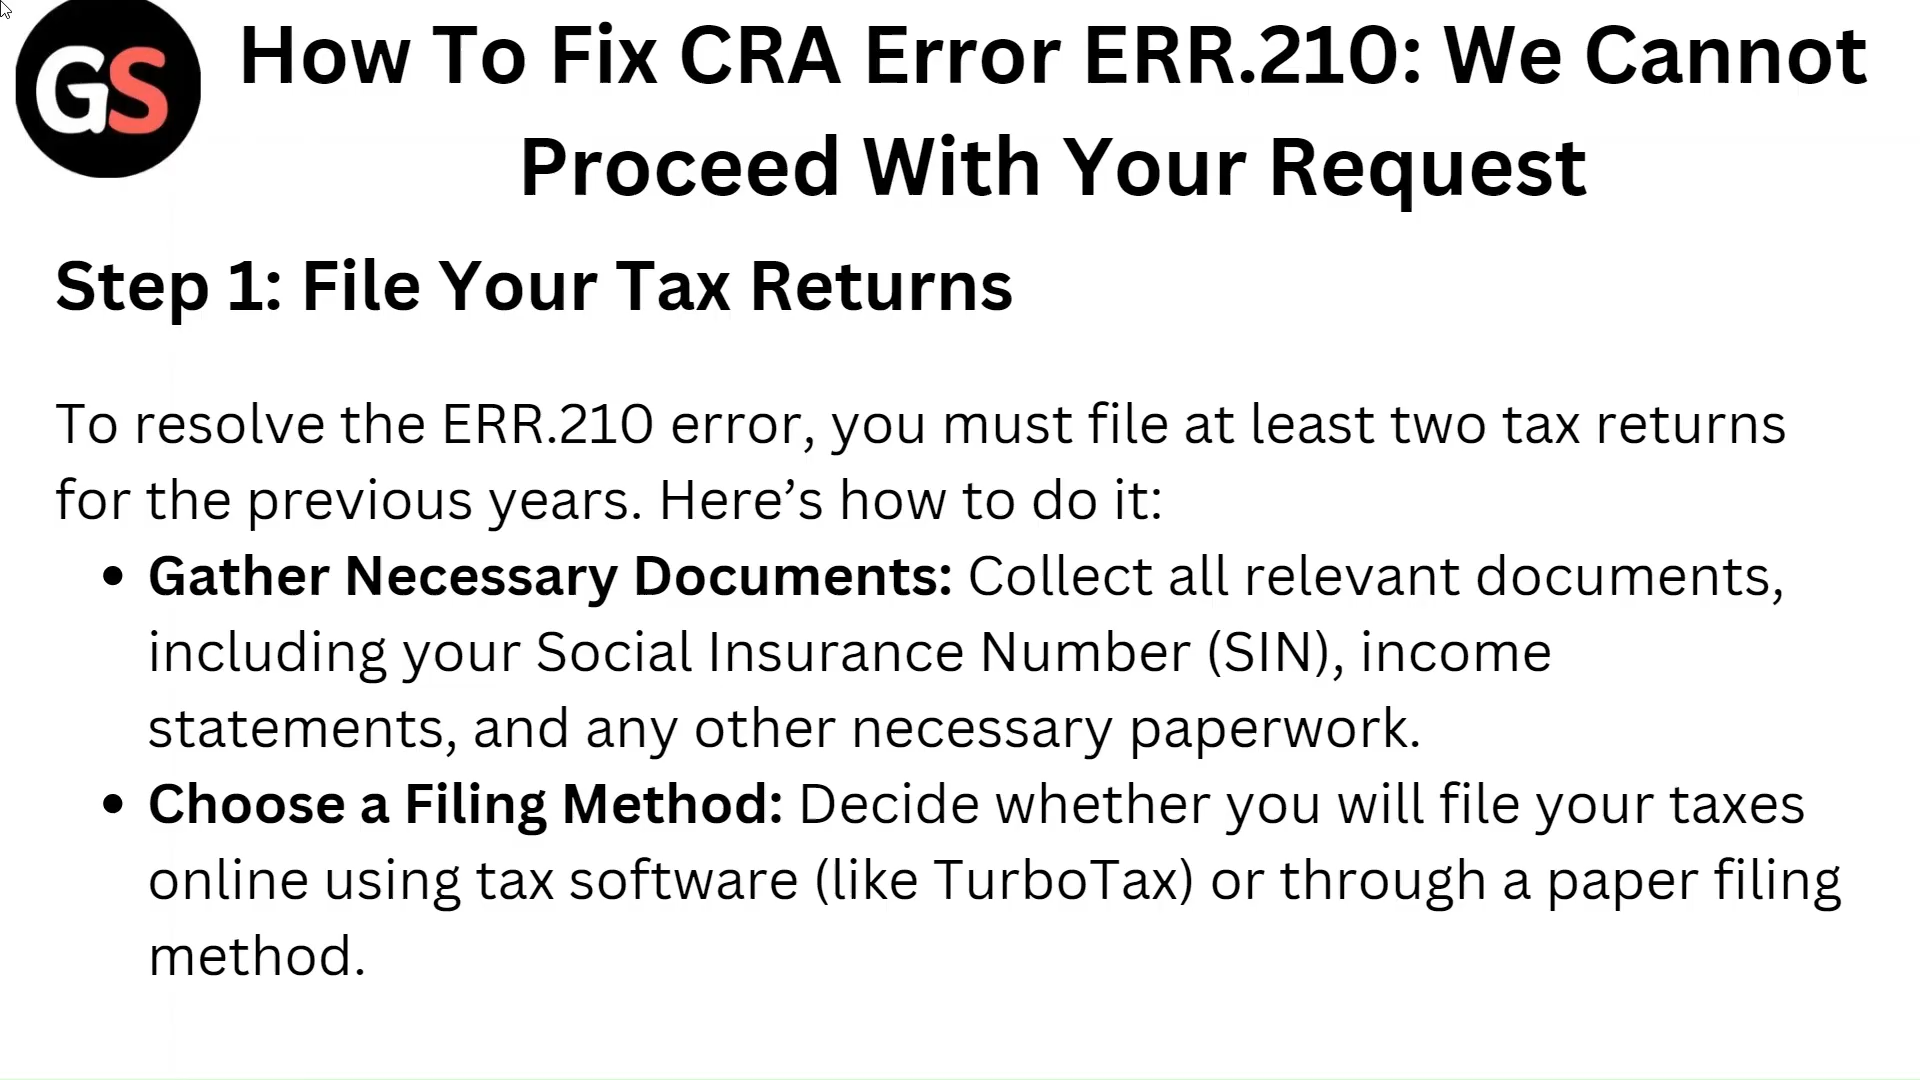 GS
How To Fix CRA Error ERR.210: We Cannot
Proceed With Your Request
Step 1: File Your Tax Returns
To resolve the ERR.210 error, you must file at least two tax returns
for the previous years. Here’s how to do it:
• Gather Necessary Documents: Collect all relevant documents,
including your Social Insurance Number (SIN), income
statements, and any other necessary paperwork.
• Choose a Filing Method: Decide whether you will file your taxes
online using tax software (like TurboTax) or through a paper filing
method.